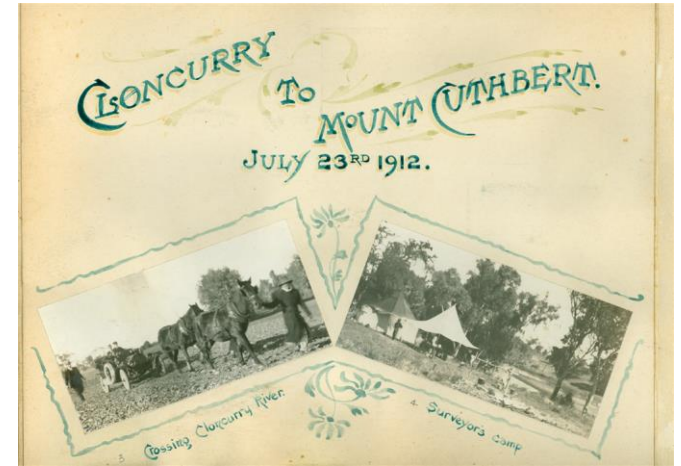 CLONCURRY
TO
MOUNT CUTHBERT.
JULY 23RD 1912.
Crossing Cloncurry River.
3
Surveyor's Camp
4